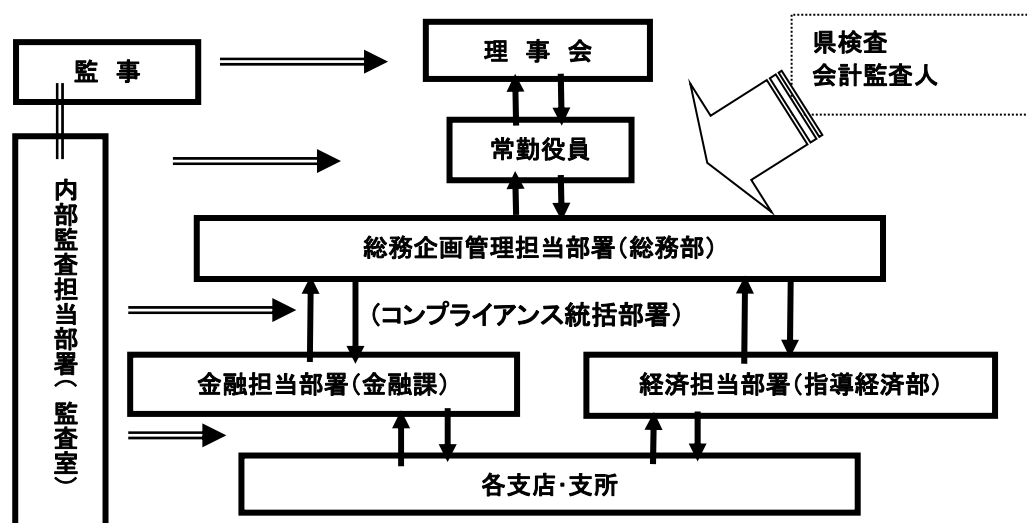 理 事 会
県検査
会計監査人
監 事
常勤役員
内部監査担当部署(監査室)
総務企画管理担当部署(総務部)
(コンプライアンス統括部署)
金融担当部署(金融課)
経済担当部署(指導経済部)
各支店・支所